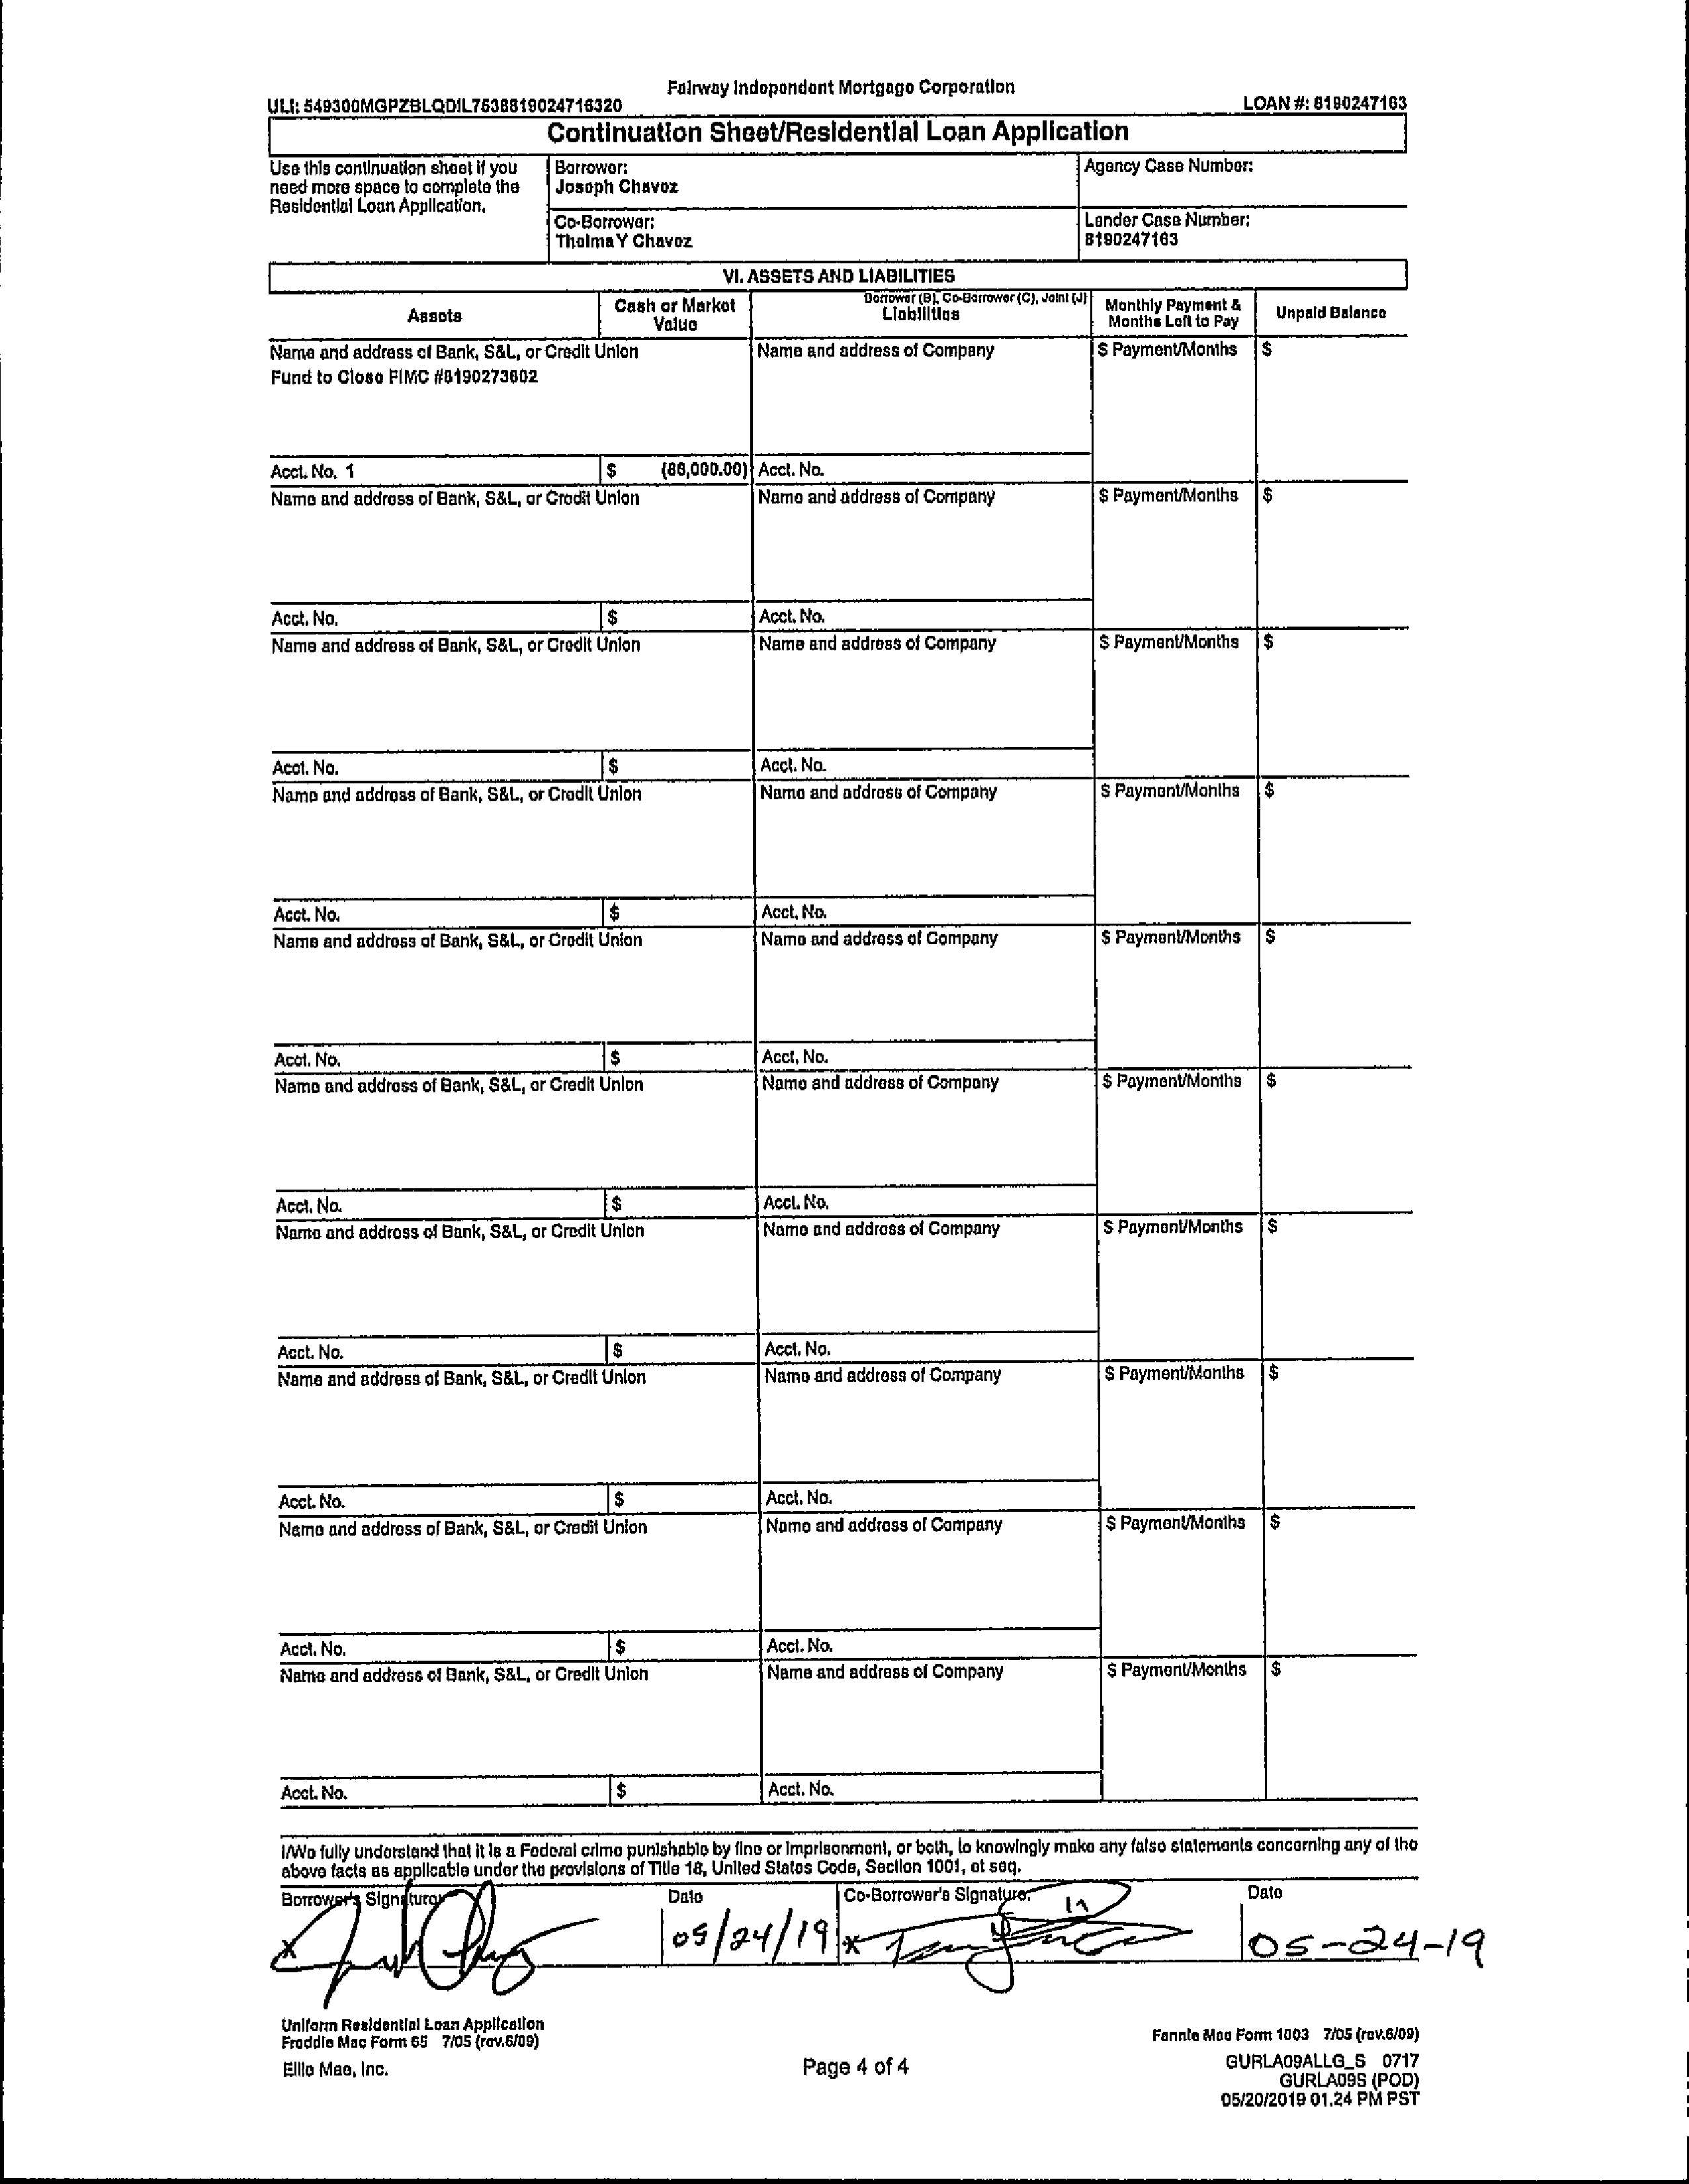 Fairway Independent Mortgage Corporation
ULI: 549300MGPZBLQDIL7538819024716320
LOAN #: 8190247163
Continuation Sheet/Residential Loan Application
Use this continuation sheet if you
need more space to complete the
Residential Loan Application.
Borrower:
Joseph Chavez
Agency Case Number:
Co-Borrower:
Thelma Y Chavez
Lender Case Number:
8190247163
VI. ASSETS AND LIABILITIES
Assets
Cash or Market
Value
Borrower (B), Co-Borrower (C), Joint (J)
Liabilities
Monthly Payment &
Months Left to Pay
Unpaid Balance
Name and address of Bank, S&L, or Credit Union Name and address of Company $ Payment/Months $
Fund to Close FIMC #8190273602
Acct. No. 1 $ (86,000.00) Acct. No.
Name and address of Bank, S&L, or Credit Union Name and address of Company $ Payment/Months $
Acct. No. $ Acct. No.
Name and address of Bank, S&L, or Credit Union Name and address of Company $ Payment/Months $
Acct. No. $ Acct. No.
Name and address of Bank, S&L, or Credit Union Name and address of Company $ Payment/Months $
Acct. No. $ Acct. No.
Name and address of Bank, S&L, or Credit Union Name and address of Company $ Payment/Months $
Acct. No. $ Acct. No.
Name and address of Bank, S&L, or Credit Union Name and address of Company $ Payment/Months $
Acct. No. $ Acct. No.
Name and address of Bank, S&L, or Credit Union Name and address of Company $ Payment/Months $
Acct. No. $ Acct. No.
Name and address of Bank, S&L, or Credit Union Name and address of Company $ Payment/Months $
Acct. No. $ Acct. No.
Name and address of Bank, S&L, or Credit Union Name and address of Company $ Payment/Months $
Acct. No. $ Acct. No.
Name and address of Bank, S&L, or Credit Union Name and address of Company $ Payment/Months $
Acct. No. $ Acct. No.
I/We fully understand that it is a Federal crime punishable by fine or imprisonment, or both, to knowingly make any false statements concerning any of the
above facts as applicable under the provisions of Title 18, United States Code, Section 1001, et seq.
Borrower's Signature: Date Co-Borrower's Signature: Date
x 05/24/19 x 05-24-19
Uniform Residential Loan Application
Freddie Mac Form 65 7/05 (rev.6/09)
Fannie Mae Form 1003 7/05 (rev.6/09)
Ellie Mae, Inc.
Page 4 of 4
GURLA09ALLG_S 0717
GURLA09S (POD)
05/20/2019 01:24 PM PST